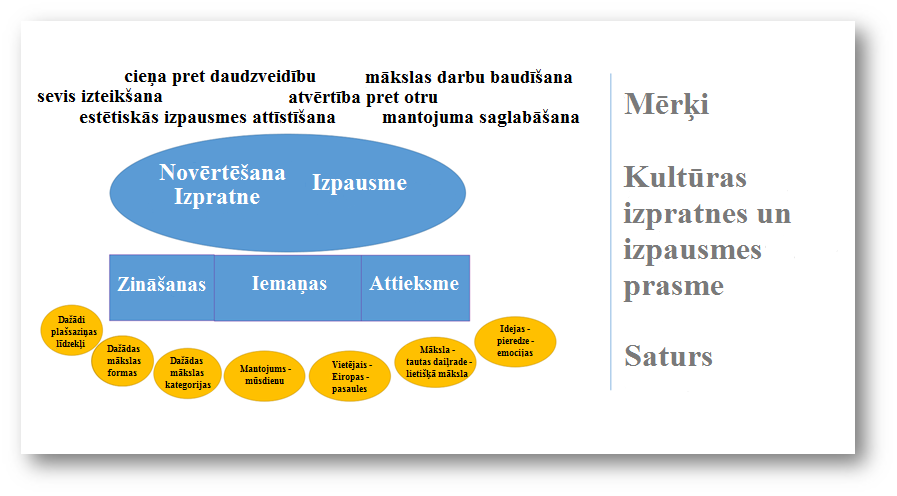 cieņa pret daudzveidību
mākslas darbu baudīšana
sevis izteikšana
atvērtība pret otru
estētiskās izpausmes attīstīšana
mantojuma saglabāšana
Novērtēšana
Izpratne
Izpausme
Zināšanas
Iemaņas
Attieksme
Dažādi
plašsaziņas
līdzekļi
Dažādas
mākslas
formas
Dažādas
mākslas
kategorijas
Mantojums -
mūsdienu
Vietējais -
Eiropas -
pasaules
Māksla -
tautas daiļrade -
lietišķā māksla
Idejas -
pieredze -
emocijas
Mērķi
Kultūras
izpratnes un
izpausmes
prasme
Saturs